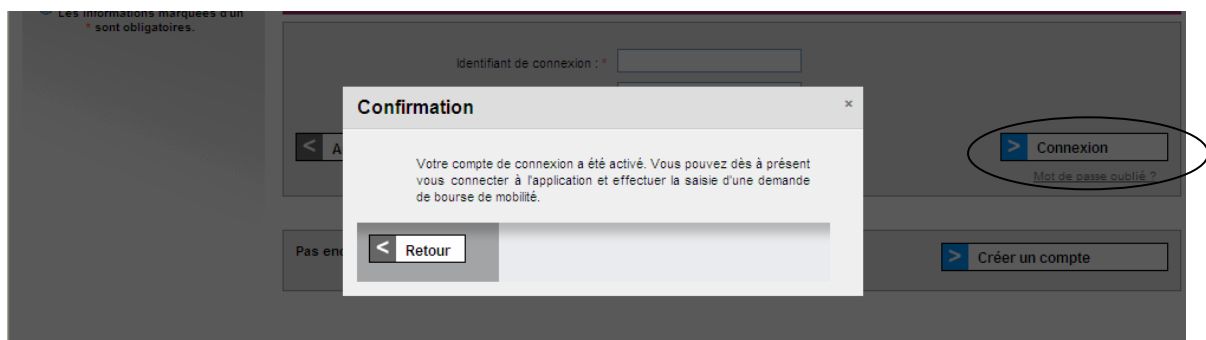 Les informations marquées d'un
* sont obligatoires.
Identifiant de connexion : *
Confirmation
×
< A
> Connexion
Votre compte de connexion a été activé. Vous pouvez dès à présent
vous connecter à l'application et effectuer la saisie d'une demande
de bourse de mobilité.
Mot de passe oublié ?
Pas enc
< Retour
> Créer un compte